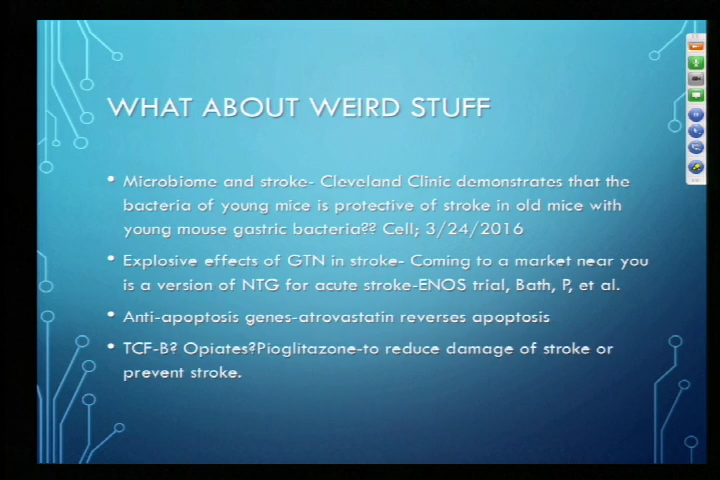 WHAT ABOUT WEIRD STUFF
• Microbiome and stroke- Cleveland Clinic demonstrates that the
bacteria of young mice is protective of stroke in old mice with
young mouse gastric bacteria?? Cell; 3/24/2016
• Explosive effects of GTN in stroke- Coming to a market near you
is a version of NTG for acute stroke-ENOS trial, Bath, P, et al.
• Anti-apoptosis genes-atrovastatin reverses apoptosis
• TCF-B? Opiates?Pioglitazone-to reduce damage of stroke or
prevent stroke.